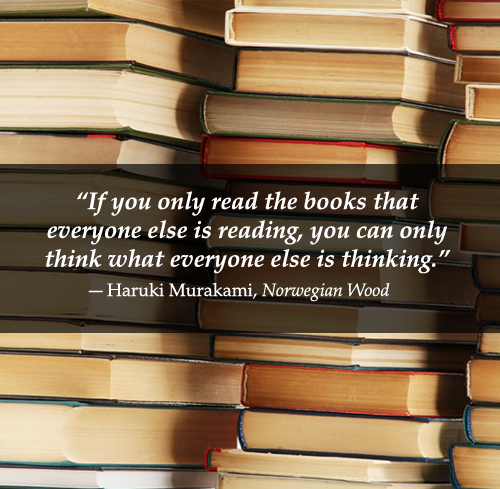 “If you only read the books that
everyone else is reading, you can only
think what everyone else is thinking.”
— Haruki Murakami, Norwegian Wood